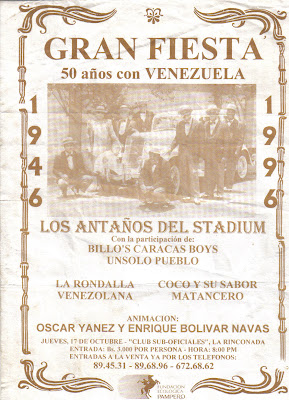 GRAN FIESTA
50 años con VENEZUELA
1946
1996
LOS ANTAÑOS DEL STADIUM
Con la participación de:
BILLO'S CARACAS BOYS
UNSOLO PUEBLO
LA RONDALLA VENEZOLANA
COCO Y SU SABOR MATANCERO
ANIMACION:
OSCAR YANEZ Y ENRIQUE BOLIVAR NAVAS
JUEVES, 17 DE OCTUBRE - "CLUB SUB-OFICIALES", LA RINCONADA
ENTRADA: Bs. 3.000 POR PERSONA - HORA: 8:00 PM
ENTRADAS A LA VENTA YA POR LOS TELEFONOS:
89.45.31 - 89.68.96 - 672.68.62
FUNDACION
PAMPERO